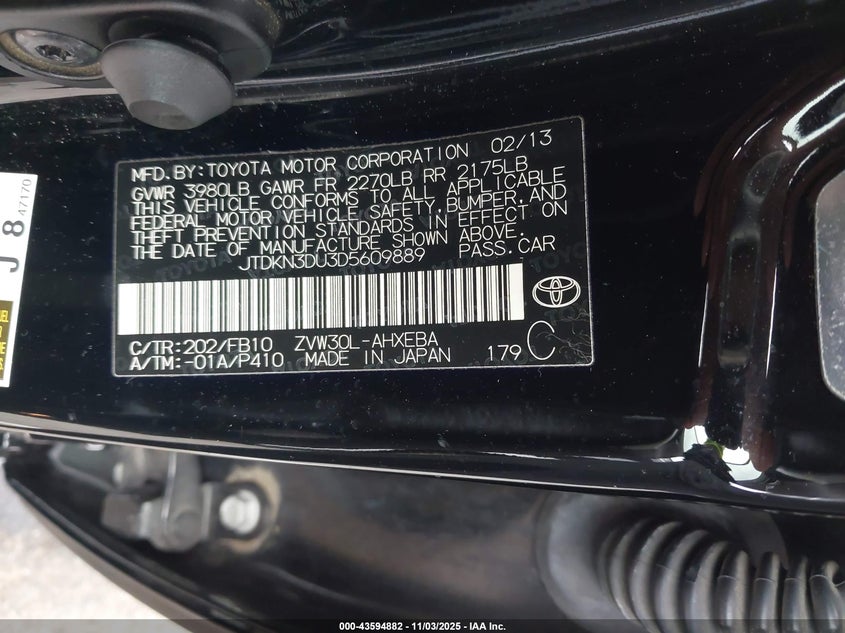 MFD.BY:TOYOTA MOTOR CORPORATION 02/13
GVWR 3980LB GAWR FR 2270LB RR 2175LB
THIS VEHICLE CONFORMS TO ALL APPLICABLE
FEDERAL MOTOR VEHICLE SAFETY,BUMPER,AND
THEFT PREVENTION STANDARDS IN EFFECT ON
THE DATE OF MANUFACTURE SHOWN ABOVE.
JTDKN3DU3D5609889 PASS.CAR
C/TR:202/FB10 ZVW30L-AHXEBA
A/TM:-01A/P410 MADE IN JAPAN 179 C
J 8 47170
000-43594882 - 11/03/2025 - IAA Inc.